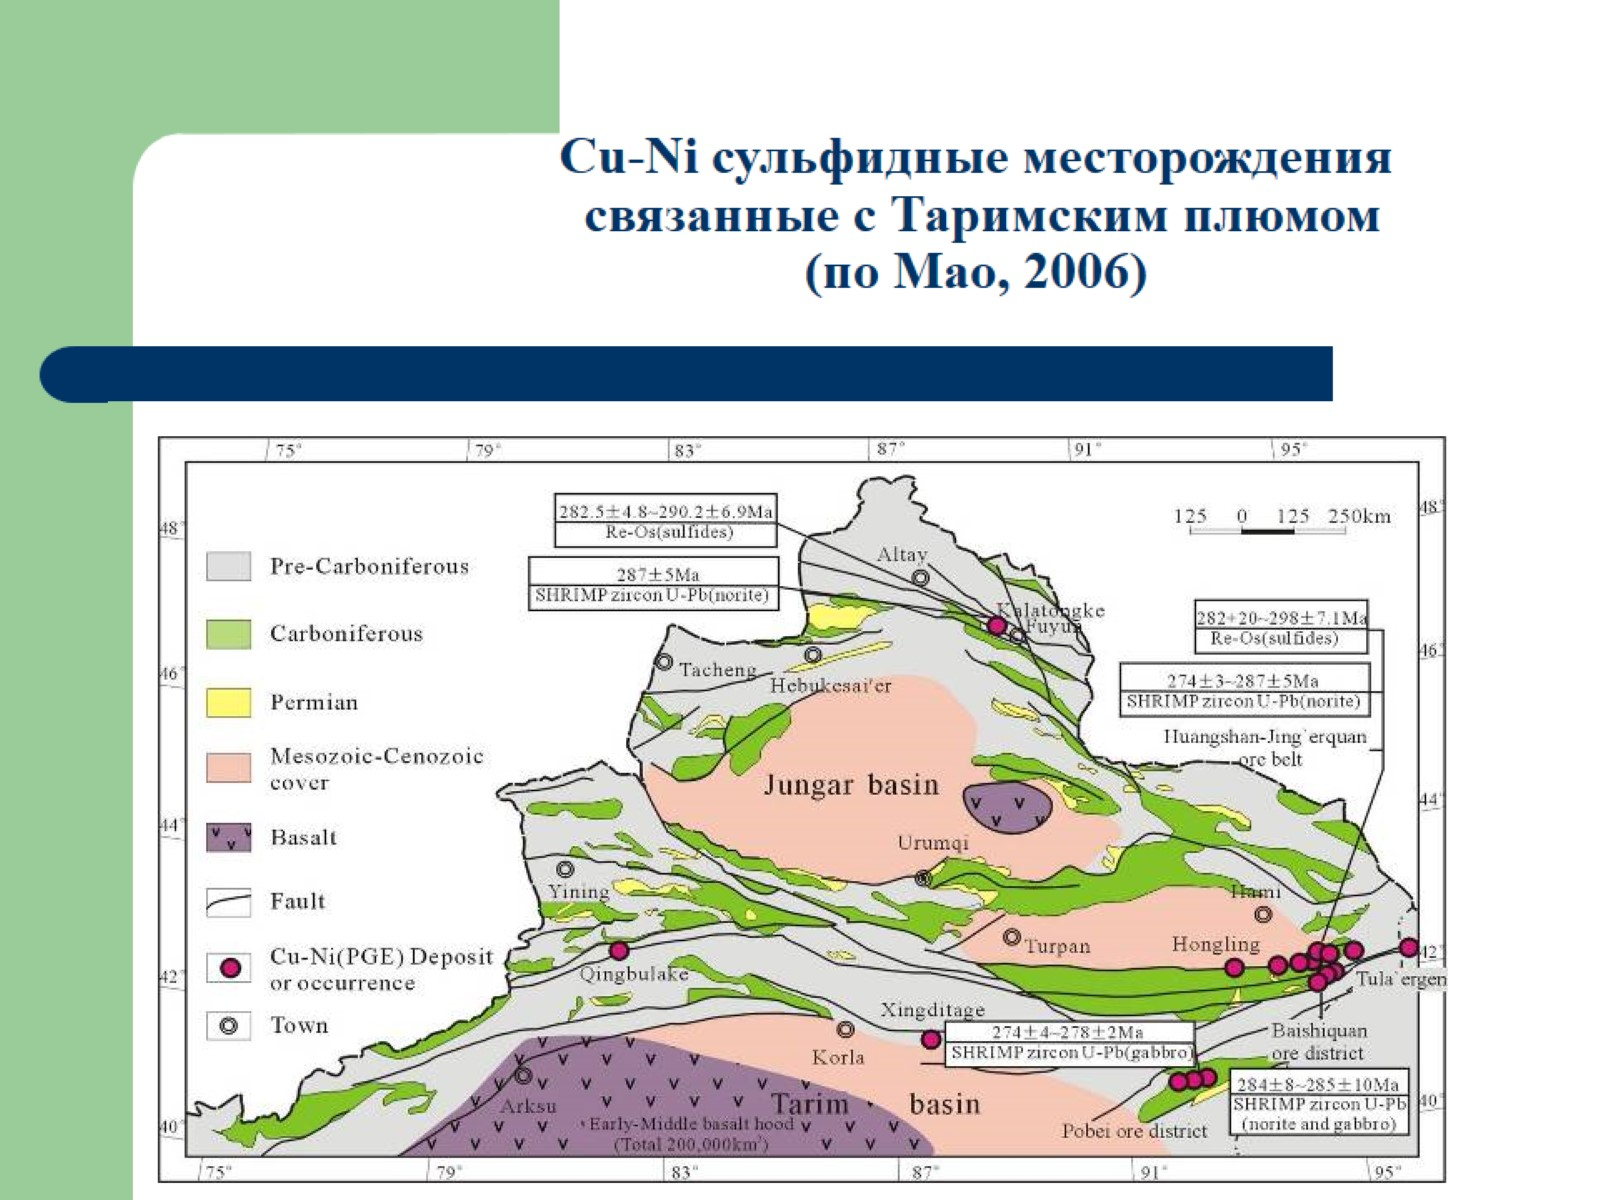 Cu-Ni сульфидные месторождения
связанные с Таримским плюмом
(по Mao, 2006)
75° 79° 83° 87° 91° 95°
48° 48°
46° 46°
44° 44°
42° 42°
40° 40°
75° 79° 83° 87° 91° 95°
125 0 125 250km
Pre-Carboniferous
Carboniferous
Permian
Mesozoic-Cenozoic
cover
Basalt
Fault
Cu-Ni(PGE) Deposit
or occurrence
Town
282.5±4.8~290.2±6.9Ma
Re-Os(sulfides)
287±5Ma
SHRIMP zircon U-Pb(norite)
Altay
Kalatongke
Fuyun
282+20~298±7.1Ma
Re-Os(sulfides)
274±3~287±5Ma
SHRIMP zircon U-Pb(norite)
Huangshan-Jing`erquan
ore belt
Tacheng
Hebukesai'er
Jungar basin
Urumqi
Yining
Hami
Turpan
Hongling
Qingbulake
Tula`ergen
Xingditage
274±4~278±2Ma
SHRIMP zircon U-Pb(gabbro)
Baishiquan
ore district
Korla
284±8~285±10Ma
SHRIMP zircon U-Pb
(norite and gabbro)
Arksu
Tarim basin
Early-Middle basalt hood
(Total 200,000km²)
Pobei ore district